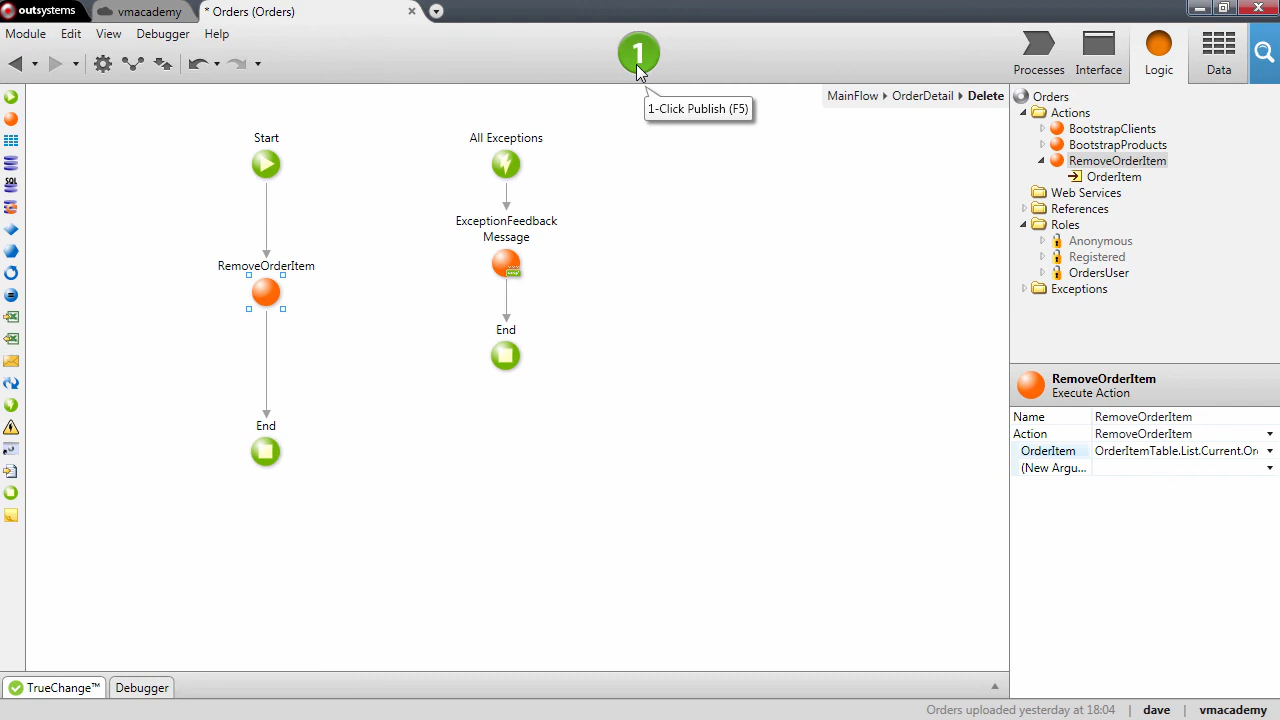 outsystems
vmacademy
* Orders (Orders)
Module
Edit
View
Debugger
Help
1
1-Click Publish (F5)
Processes
Interface
Logic
Data
MainFlow
OrderDetail
Delete
Start
RemoveOrderItem
End
All Exceptions
ExceptionFeedback
Message
End
SQL
Orders
Actions
BootstrapClients
BootstrapProducts
RemoveOrderItem
OrderItem
Web Services
References
Roles
Anonymous
Registered
OrdersUser
Exceptions
RemoveOrderItem
Execute Action
Name RemoveOrderItem
Action RemoveOrderItem
OrderItem OrderItemTable.List.Current.Or
(New Argu...
TrueChange™
Debugger
Orders uploaded yesterday at 18:04
dave
vmacademy